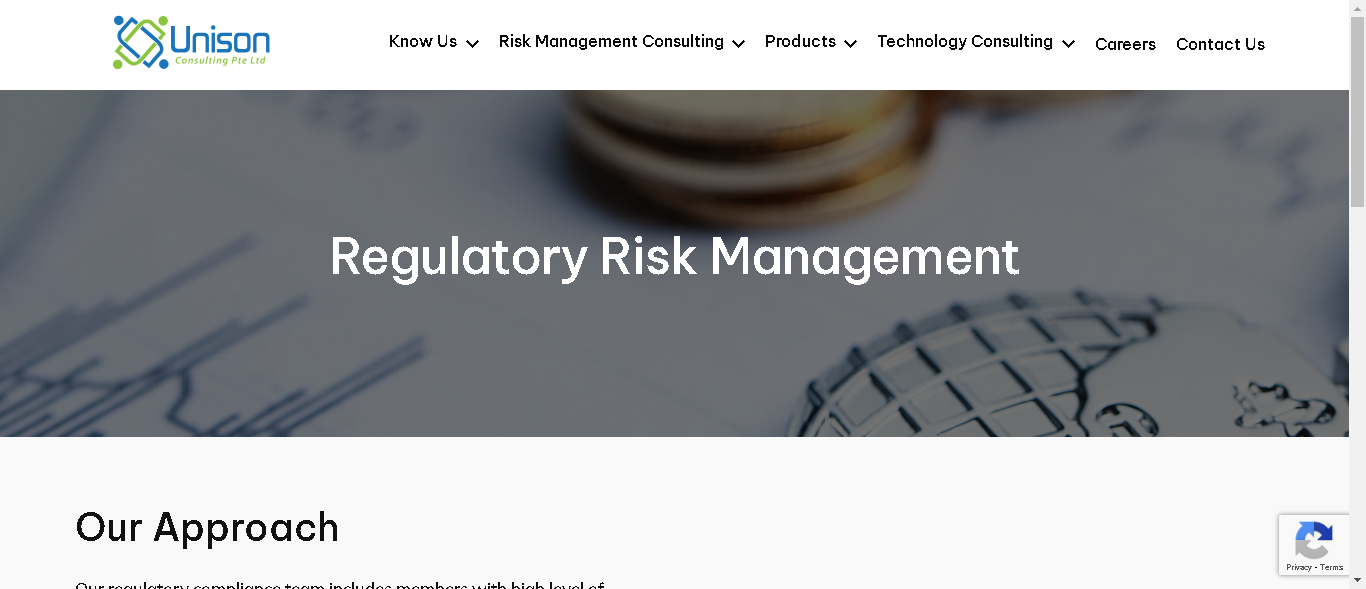 Unison
Consulting Pte Ltd
Know Us
Risk Management Consulting
Products
Technology Consulting
Careers
Contact Us
Regulatory Risk Management
Our Approach
Our regulatory compliance team includes members with high level of
Privacy - Terms